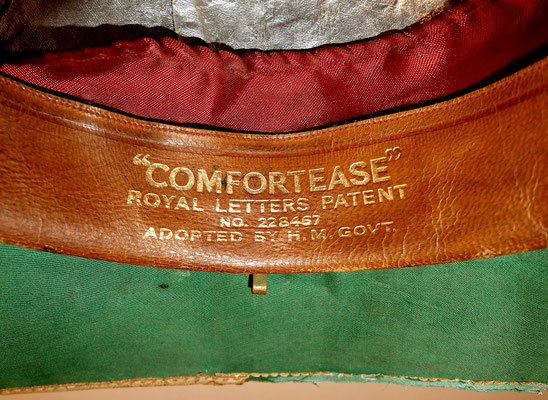 "COMFORTEASE"
ROYAL LETTERS PATENT
NO. 228467
ADOPTED BY H.M. GOVT.